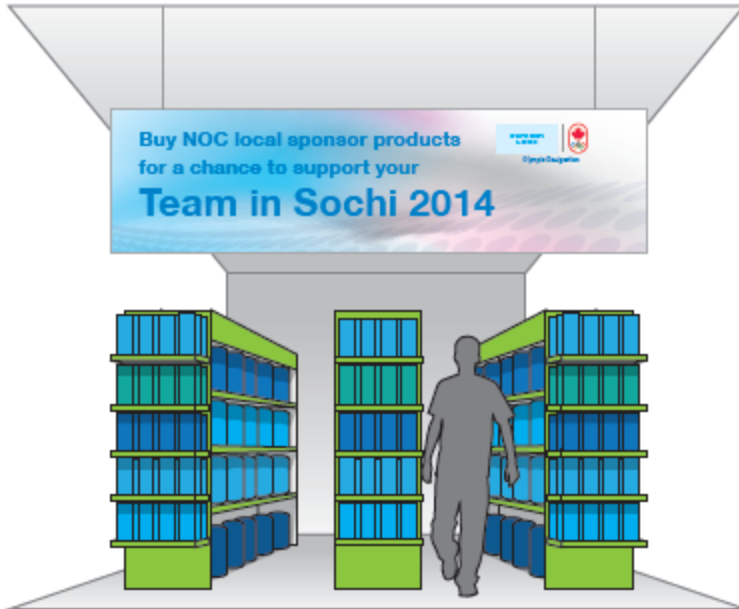 Buy NOC local sponsor products
for a chance to support your
Team in Sochi 2014